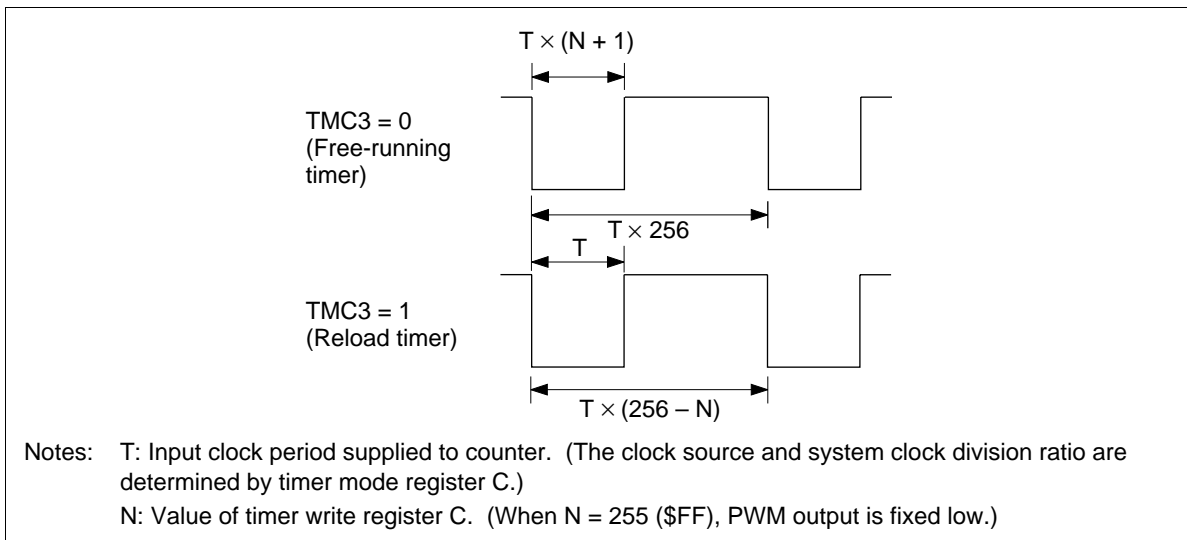 T × (N + 1)
TMC3 = 0
(Free-running
timer)
T × 256
T
TMC3 = 1
(Reload timer)
T × (256 – N)
Notes: T: Input clock period supplied to counter. (The clock source and system clock division ratio are
determined by timer mode register C.)
N: Value of timer write register C. (When N = 255 ($FF), PWM output is fixed low.)